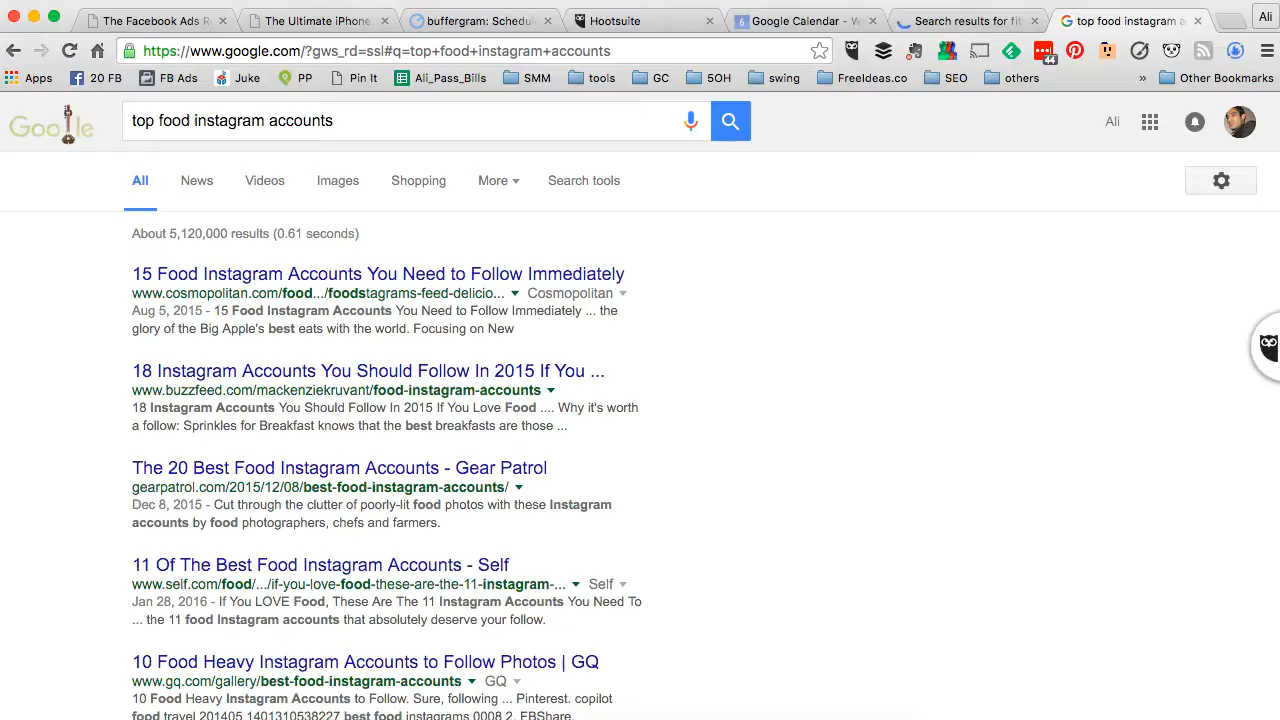 The Facebook Ads R
The Ultimate iPhone
buffergram: Schedul
Hootsuite
Google Calendar - W
Search results for fit
top food instagram a
Ali
https://www.google.com/?gws_rd=ssl#q=top+food+instagram+accounts
44
Apps
20 FB
FB Ads
Juke
PP
Pin It
Ali_Pass_Bills
SMM
tools
GC
5OH
swing
FreeIdeas.co
SEO
others
»
Other Bookmarks
Google
top food instagram accounts
Ali
All
News
Videos
Images
Shopping
More
Search tools
About 5,120,000 results (0.61 seconds)
15 Food Instagram Accounts You Need to Follow Immediately
www.cosmopolitan.com/food.../foodstagrams-feed-delicio... Cosmopolitan
Aug 5, 2015 - 15 Food Instagram Accounts You Need to Follow Immediately ... the
glory of the Big Apple's best eats with the world. Focusing on New
18 Instagram Accounts You Should Follow In 2015 If You ...
www.buzzfeed.com/mackenziekruvant/food-instagram-accounts
18 Instagram Accounts You Should Follow In 2015 If You Love Food .... Why it's worth
a follow: Sprinkles for Breakfast knows that the best breakfasts are those ...
The 20 Best Food Instagram Accounts - Gear Patrol
gearpatrol.com/2015/12/08/best-food-instagram-accounts/
Dec 8, 2015 - Cut through the clutter of poorly-lit food photos with these Instagram
accounts by food photographers, chefs and farmers.
11 Of The Best Food Instagram Accounts - Self
www.self.com/food/.../if-you-love-food-these-are-the-11-instagram-... Self
Jan 28, 2016 - If You LOVE Food, These Are The 11 Instagram Accounts You Need To
... the 11 food Instagram accounts that absolutely deserve your follow.
10 Food Heavy Instagram Accounts to Follow Photos | GQ
www.gq.com/gallery/best-food-instagram-accounts GQ
10 Food Heavy Instagram Accounts to Follow. Sure, following ... Pinterest. copilot
food travel 201405 1401310538227 best food instagrams 0008 2. FBShare.